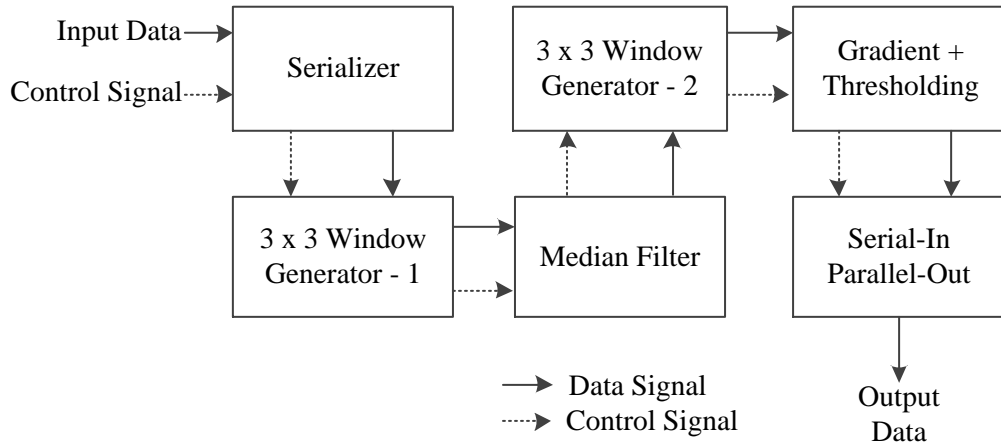 Input Data
Control Signal
Serializer
3 x 3 Window
Generator - 1
Median Filter
3 x 3 Window
Generator - 2
Gradient +
Thresholding
Serial-In
Parallel-Out
Output
Data
Data Signal
Control Signal